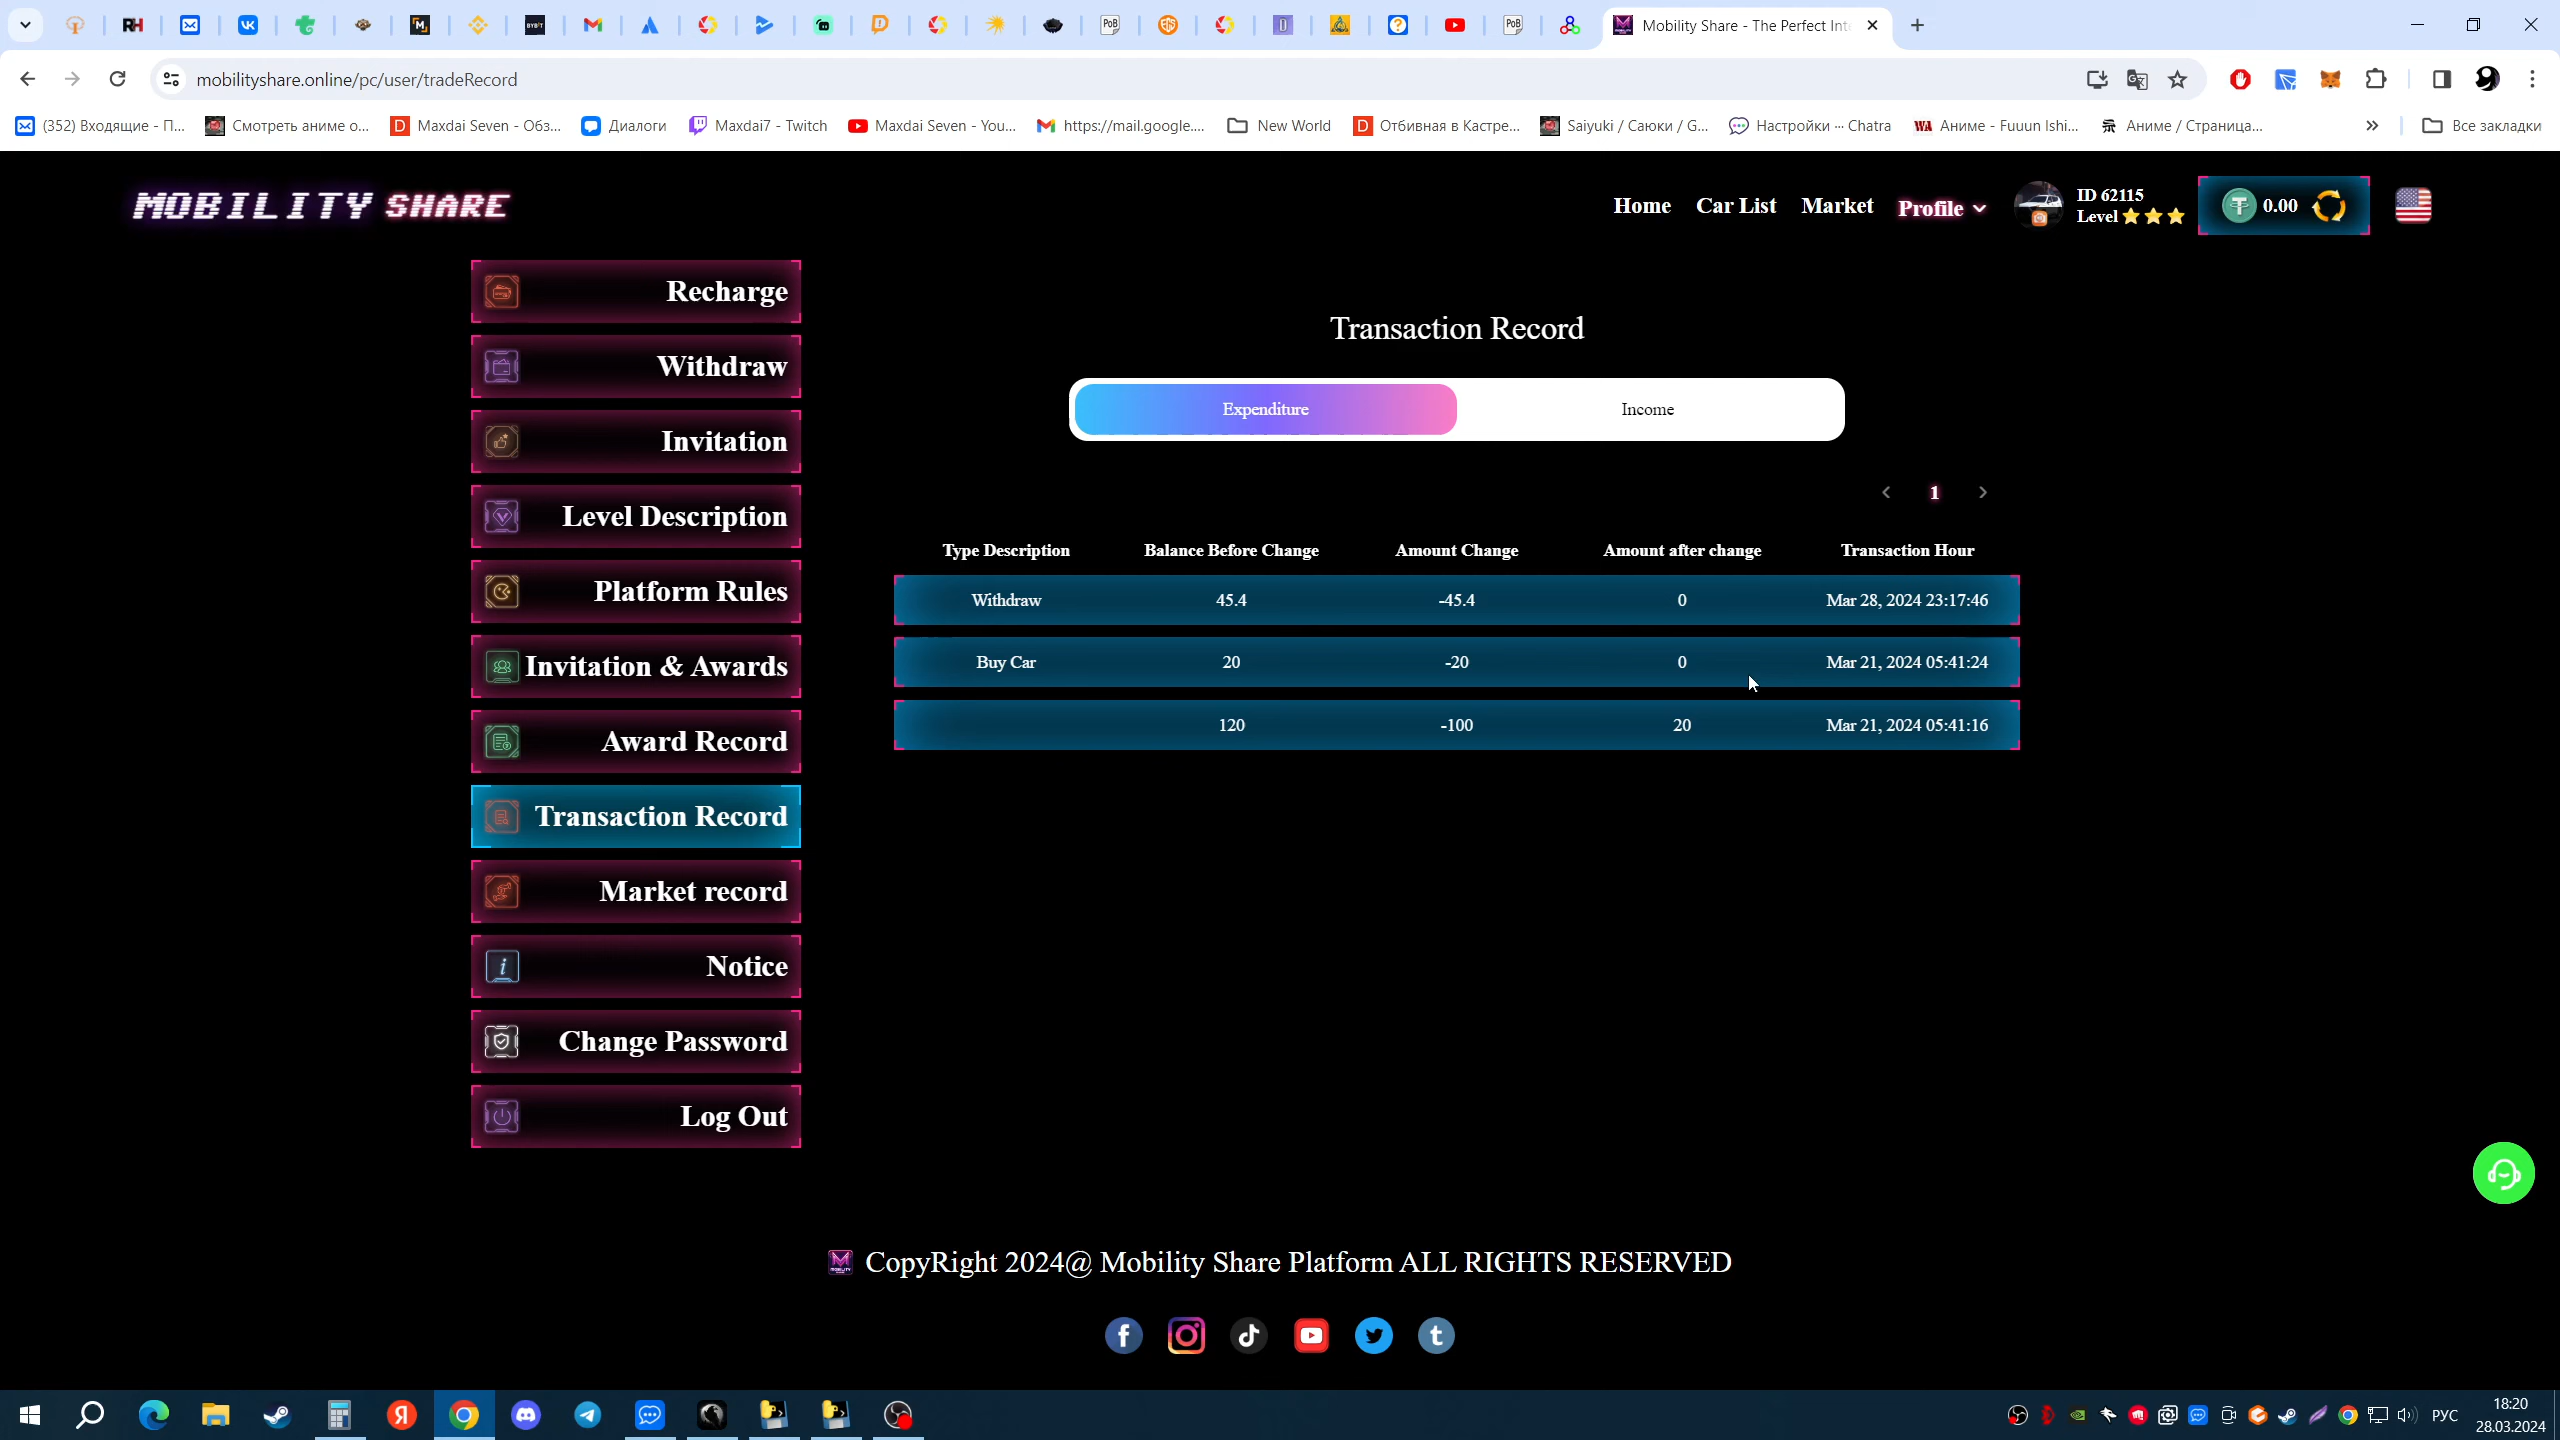 Mobility Share - The Perfect Int
mobilityshare.online/pc/user/tradeRecord
(352) Входящие - П...
Смотреть аниме о...
Maxdai Seven - Обз...
Диалоги
Maxdai7 - Twitch
Maxdai Seven - You...
https://mail.google....
New World
Отбивная в Кастре...
Saiyuki / Саюки / G...
Настройки ··· Chatra
Аниме - Fuuun Ishi...
Аниме / Страница...
Все закладки
MOBILITY SHARE
Home
Car List
Market
Profile
ID 62115
Level
0.00
Recharge
Withdraw
Invitation
Level Description
Platform Rules
Invitation & Awards
Award Record
Transaction Record
Market record
Notice
Change Password
Log Out
Transaction Record
Expenditure
Income
1
Type Description Balance Before Change Amount Change Amount after change Transaction Hour
Withdraw 45.4 -45.4 0 Mar 28, 2024 23:17:46
Buy Car 20 -20 0 Mar 21, 2024 05:41:24
120 -100 20 Mar 21, 2024 05:41:16
CopyRight 2024@ Mobility Share Platform ALL RIGHTS RESERVED
РУС
18:20
28.03.2024